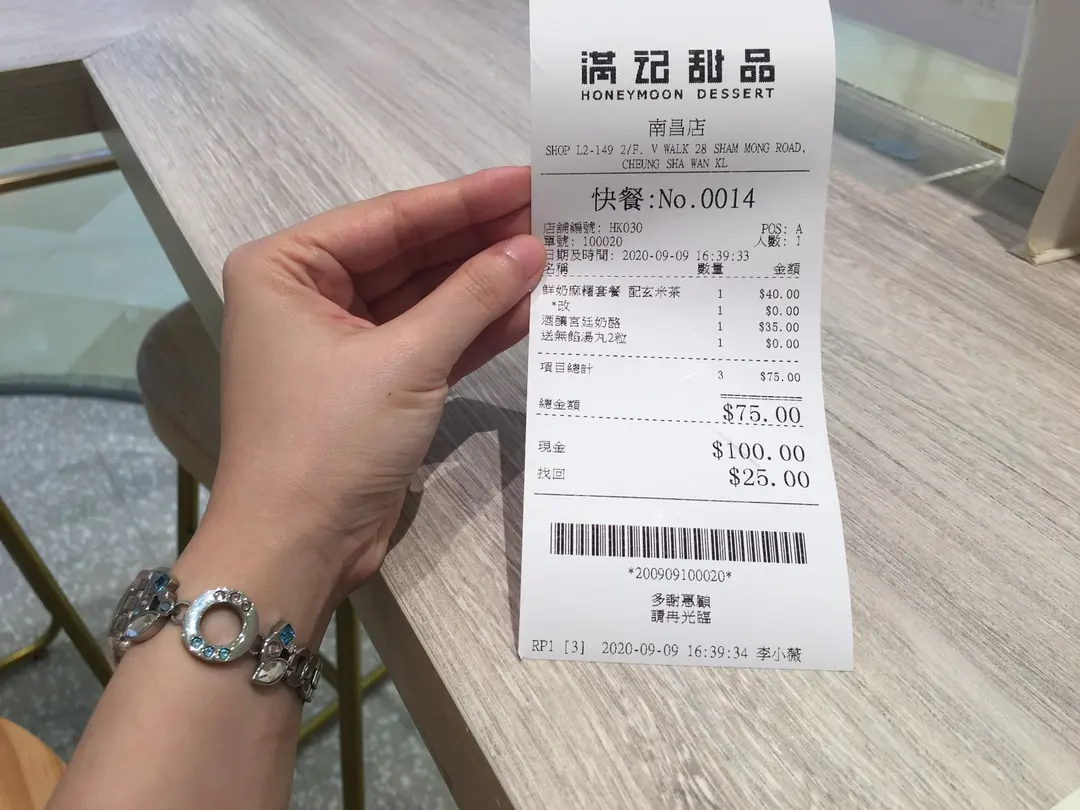 满记甜品
HONEYMOON DESSERT
南昌店
SHOP L2-149 2/F. V WALK 28 SHAM MONG ROAD,
CHEUNG SHA WAN KL
快餐:No.0014
店舖編號: HK030 POS: A
單號: 100020 人數: 1
日期及時間: 2020-09-09 16:39:33
名稱 數量 金額
鮮奶麻糬套餐 配玄米茶 1 $40.00
*改 1 $0.00
酒釀宮廷奶酪 1 $35.00
送無餡湯丸2粒 1 $0.00
項目總計 3 $75.00
總金額 $75.00
現金 $100.00
找回 $25.00
*200909100020*
多謝惠顧
請再光臨
RP1 [3] 2020-09-09 16:39:34 李小薇